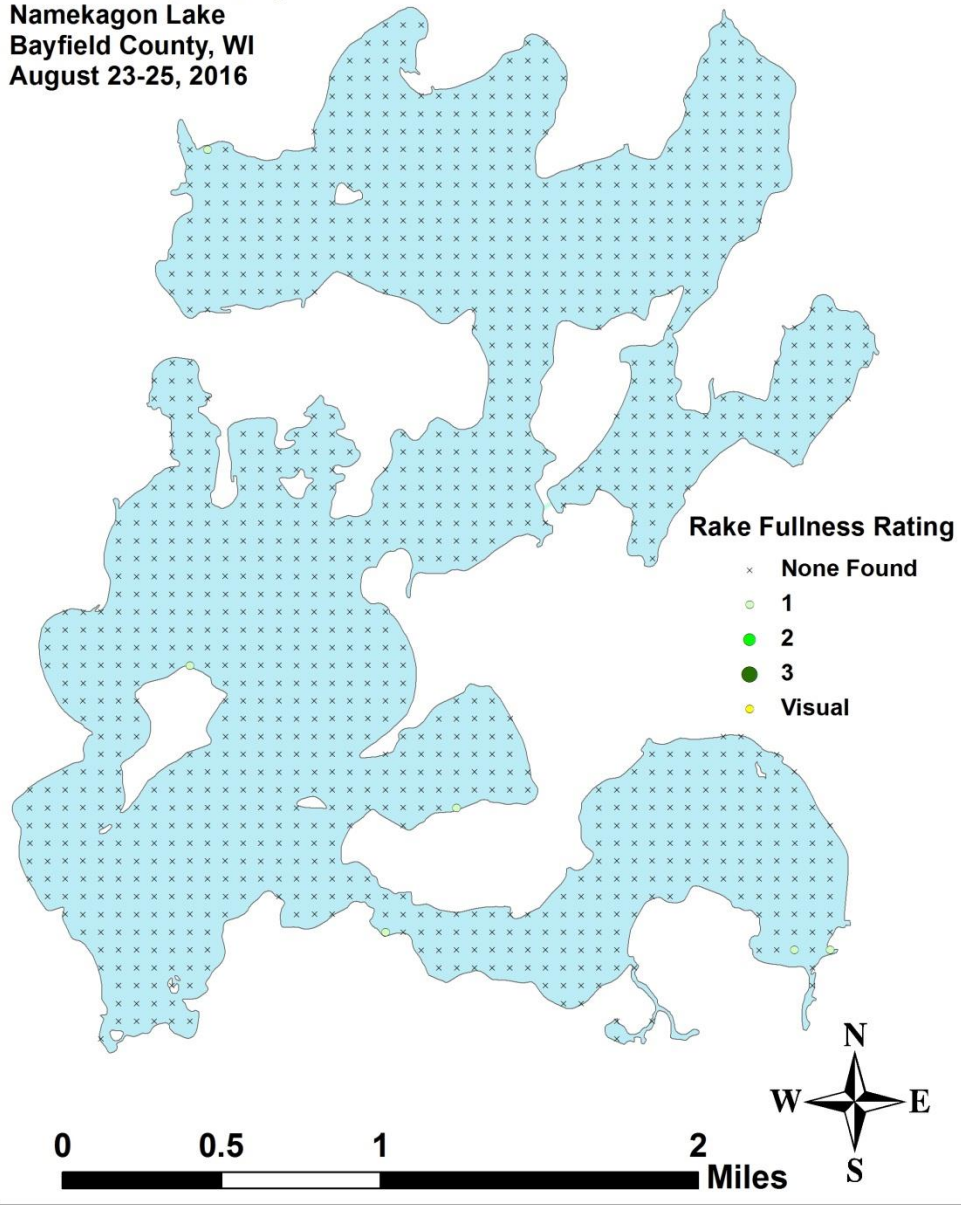 Namekagon Lake
Bayfield County, WI
August 23-25, 2016
Rake Fullness Rating
None Found
1
2
3
Visual
N
W E
S
0 0.5 1 2
Miles